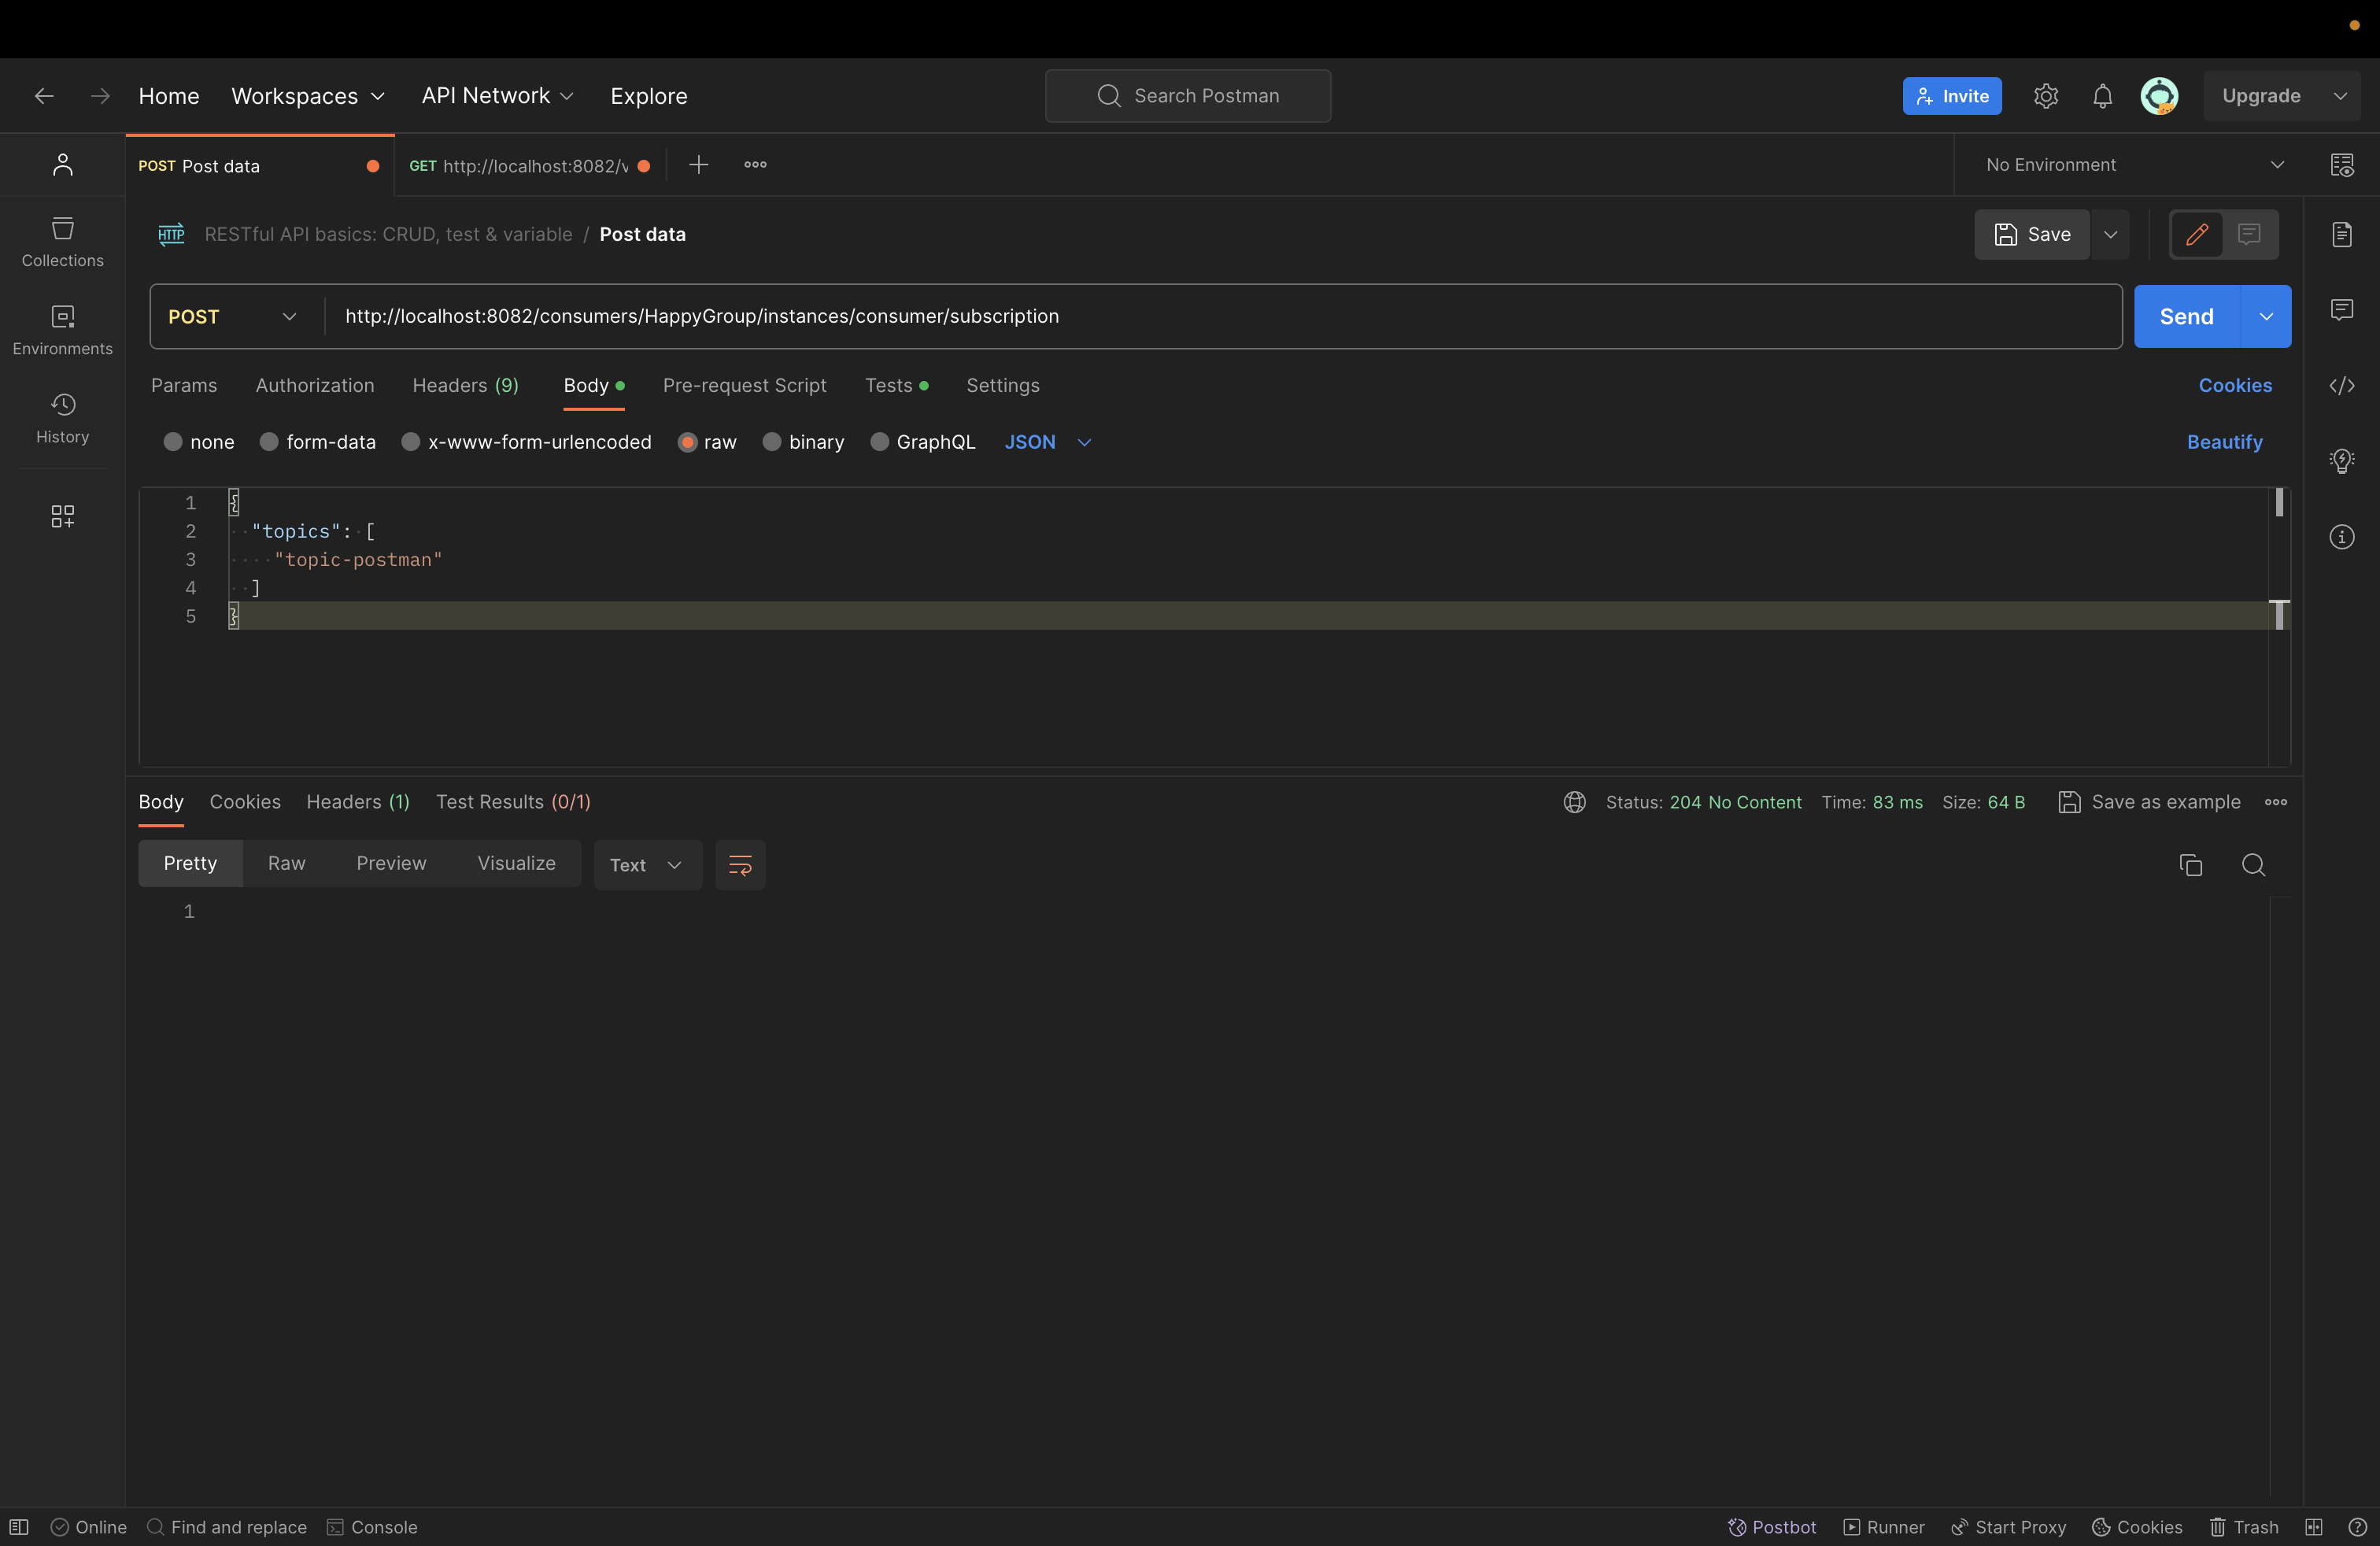 Home Workspaces API Network Explore Search Postman Invite Upgrade
POST Post data GET http://localhost:8082/ No Environment
HTTP RESTful API basics: CRUD, test & variable / Post data Save
Collections
Environments
History
POST http://localhost:8082/consumers/HappyGroup/instances/consumer/subscription Send
Params Authorization Headers (9) Body Pre-request Script Tests Settings Cookies
none form-data x-www-form-urlencoded raw binary GraphQL JSON Beautify
1 {
2 "topics": [
3 "topic-postman"
4 ]
5 }
Body Cookies Headers (1) Test Results (0/1) Status: 204 No Content Time: 83 ms Size: 64 B Save as example
Pretty Raw Preview Visualize Text
1
Online Find and replace Console Postbot Runner Start Proxy Cookies Trash